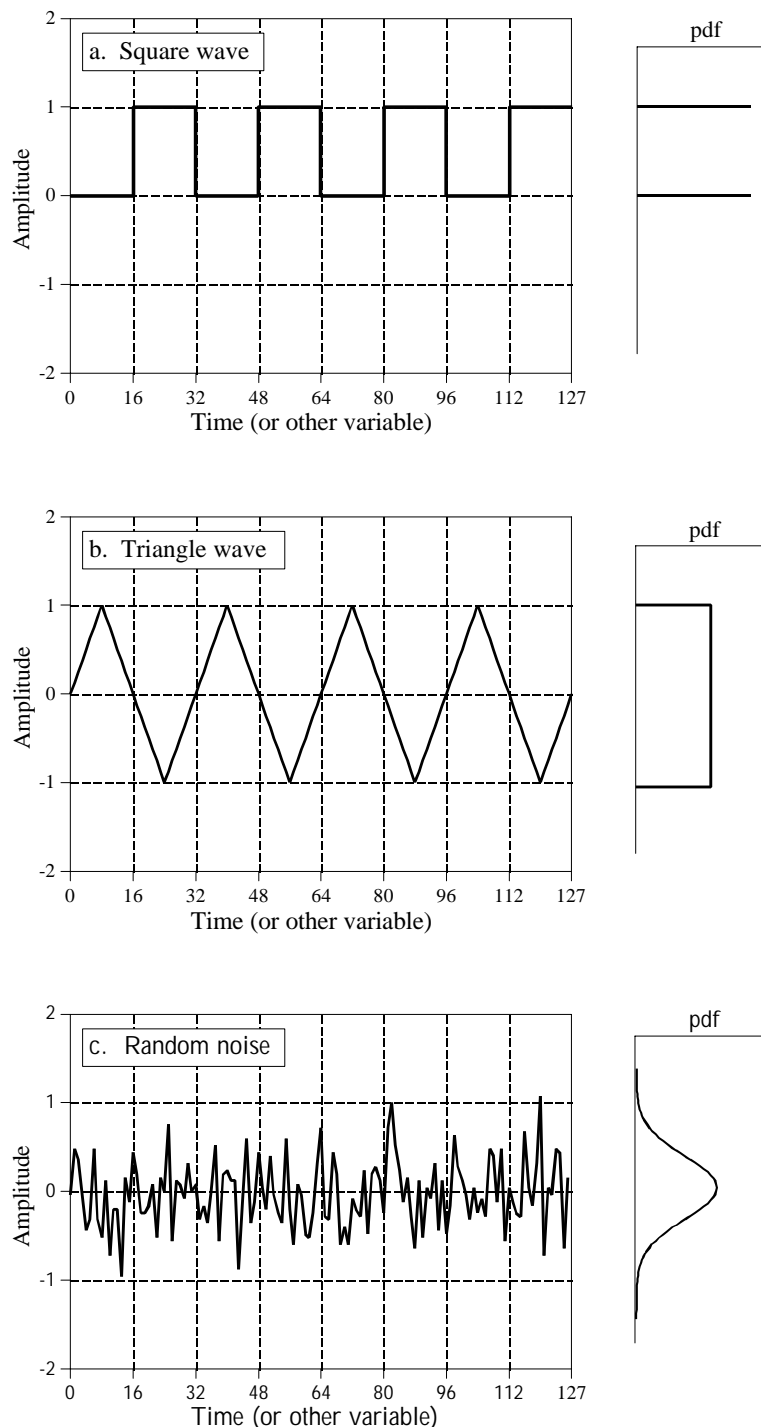 2
a. Square wave
pdf
1
0
-1
-2
Amplitude
0 16 32 48 64 80 96 112 127
Time (or other variable)
2
b. Triangle wave
pdf
1
0
-1
-2
Amplitude
0 16 32 48 64 80 96 112 127
Time (or other variable)
2
c. Random noise
pdf
1
0
-1
-2
Amplitude
0 16 32 48 64 80 96 112 127
Time (or other variable)